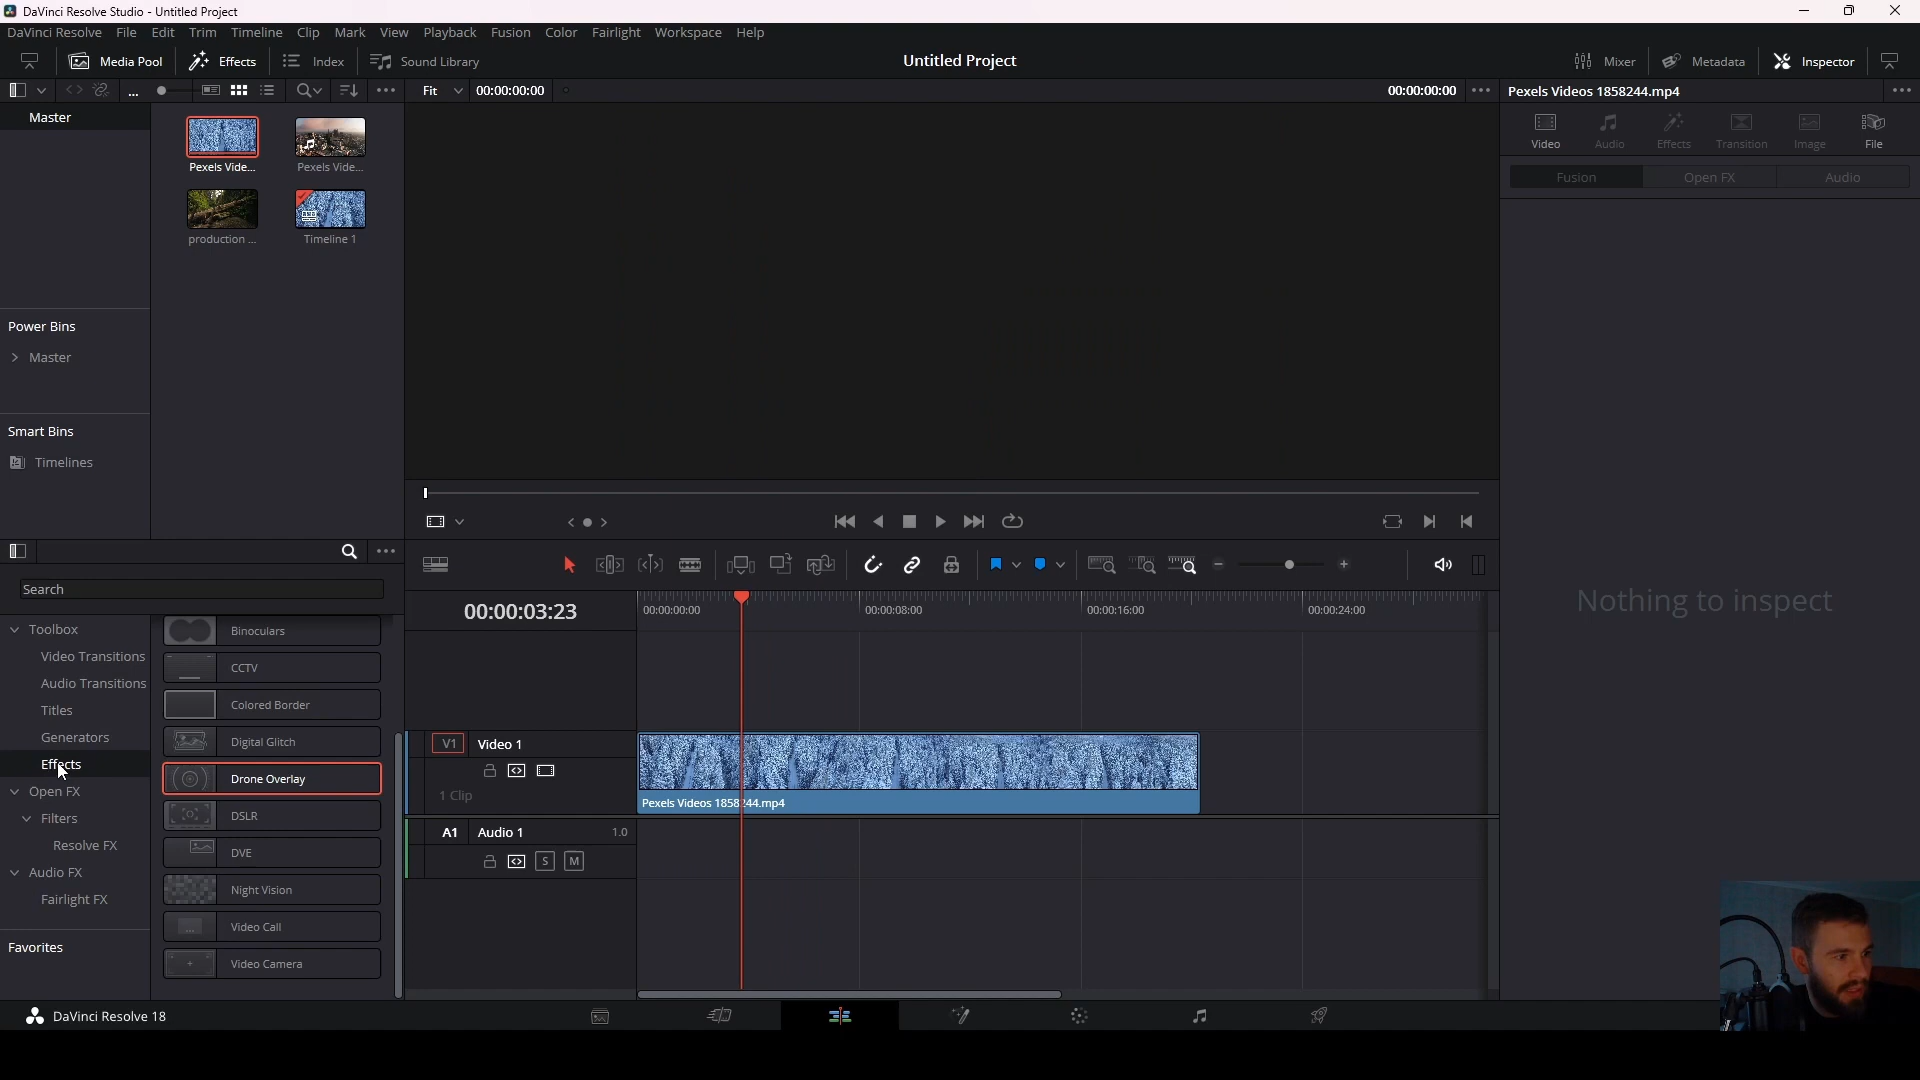 DaVinci Resolve Studio - Untitled Project
DaVinci Resolve File Edit Trim Timeline Clip Mark View Playback Fusion Color Fairlight Workspace Help
Media Pool Effects Index Sound Library
Untitled Project
Mixer Metadata Inspector
Fit 00:00:00:00
00:00:00:00
Pexels Videos 1858244.mp4
Master
Pexels Vide...
Pexels Vide...
production ...
Timeline 1
Video Audio Effects Transition Image File
Fusion Open FX Audio
Power Bins
Master
Smart Bins
Timelines
Nothing to inspect
Search
Toolbox
Video Transitions
Audio Transitions
Titles
Generators
Effects
Open FX
Filters
Resolve FX
Audio FX
Fairlight FX
Favorites
Binoculars
CCTV
Colored Border
Digital Glitch
Drone Overlay
DSLR
DVE
Night Vision
Video Call
Video Camera
00:00:03:23
00:00:00:00 00:00:08:00 00:00:16:00 00:00:24:00
V1 Video 1
1 Clip
Pexels Videos 1858244.mp4
A1 Audio 1 1.0
S M
DaVinci Resolve 18